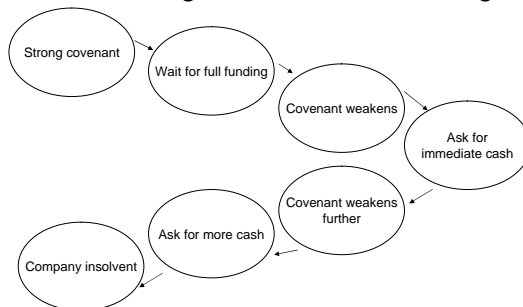 Strong covenant
Wait for full funding
Covenant weakens
Ask for
immediate cash
Covenant weakens
further
Ask for more cash
Company insolvent